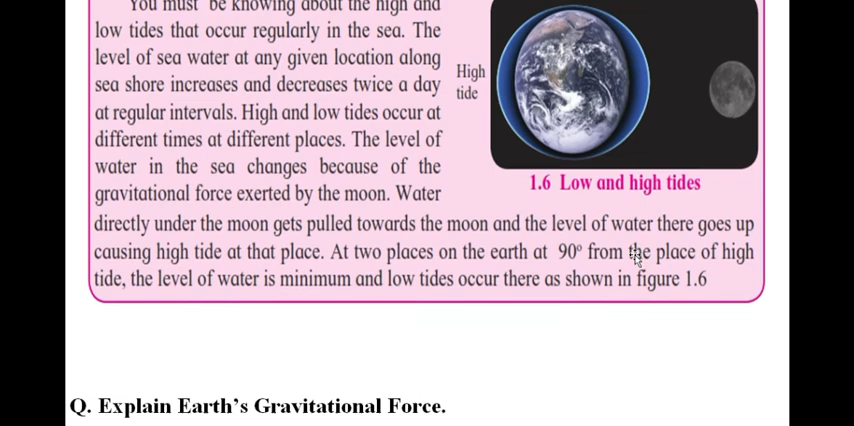 You must be knowing about the high and
low tides that occur regularly in the sea. The
level of sea water at any given location along
sea shore increases and decreases twice a day
at regular intervals. High and low tides occur at
different times at different places. The level of
water in the sea changes because of the
gravitational force exerted by the moon. Water
High
tide
1.6 Low and high tides
directly under the moon gets pulled towards the moon and the level of water there goes up
causing high tide at that place. At two places on the earth at 90° from the place of high
tide, the level of water is minimum and low tides occur there as shown in figure 1.6
Q. Explain Earth's Gravitational Force.